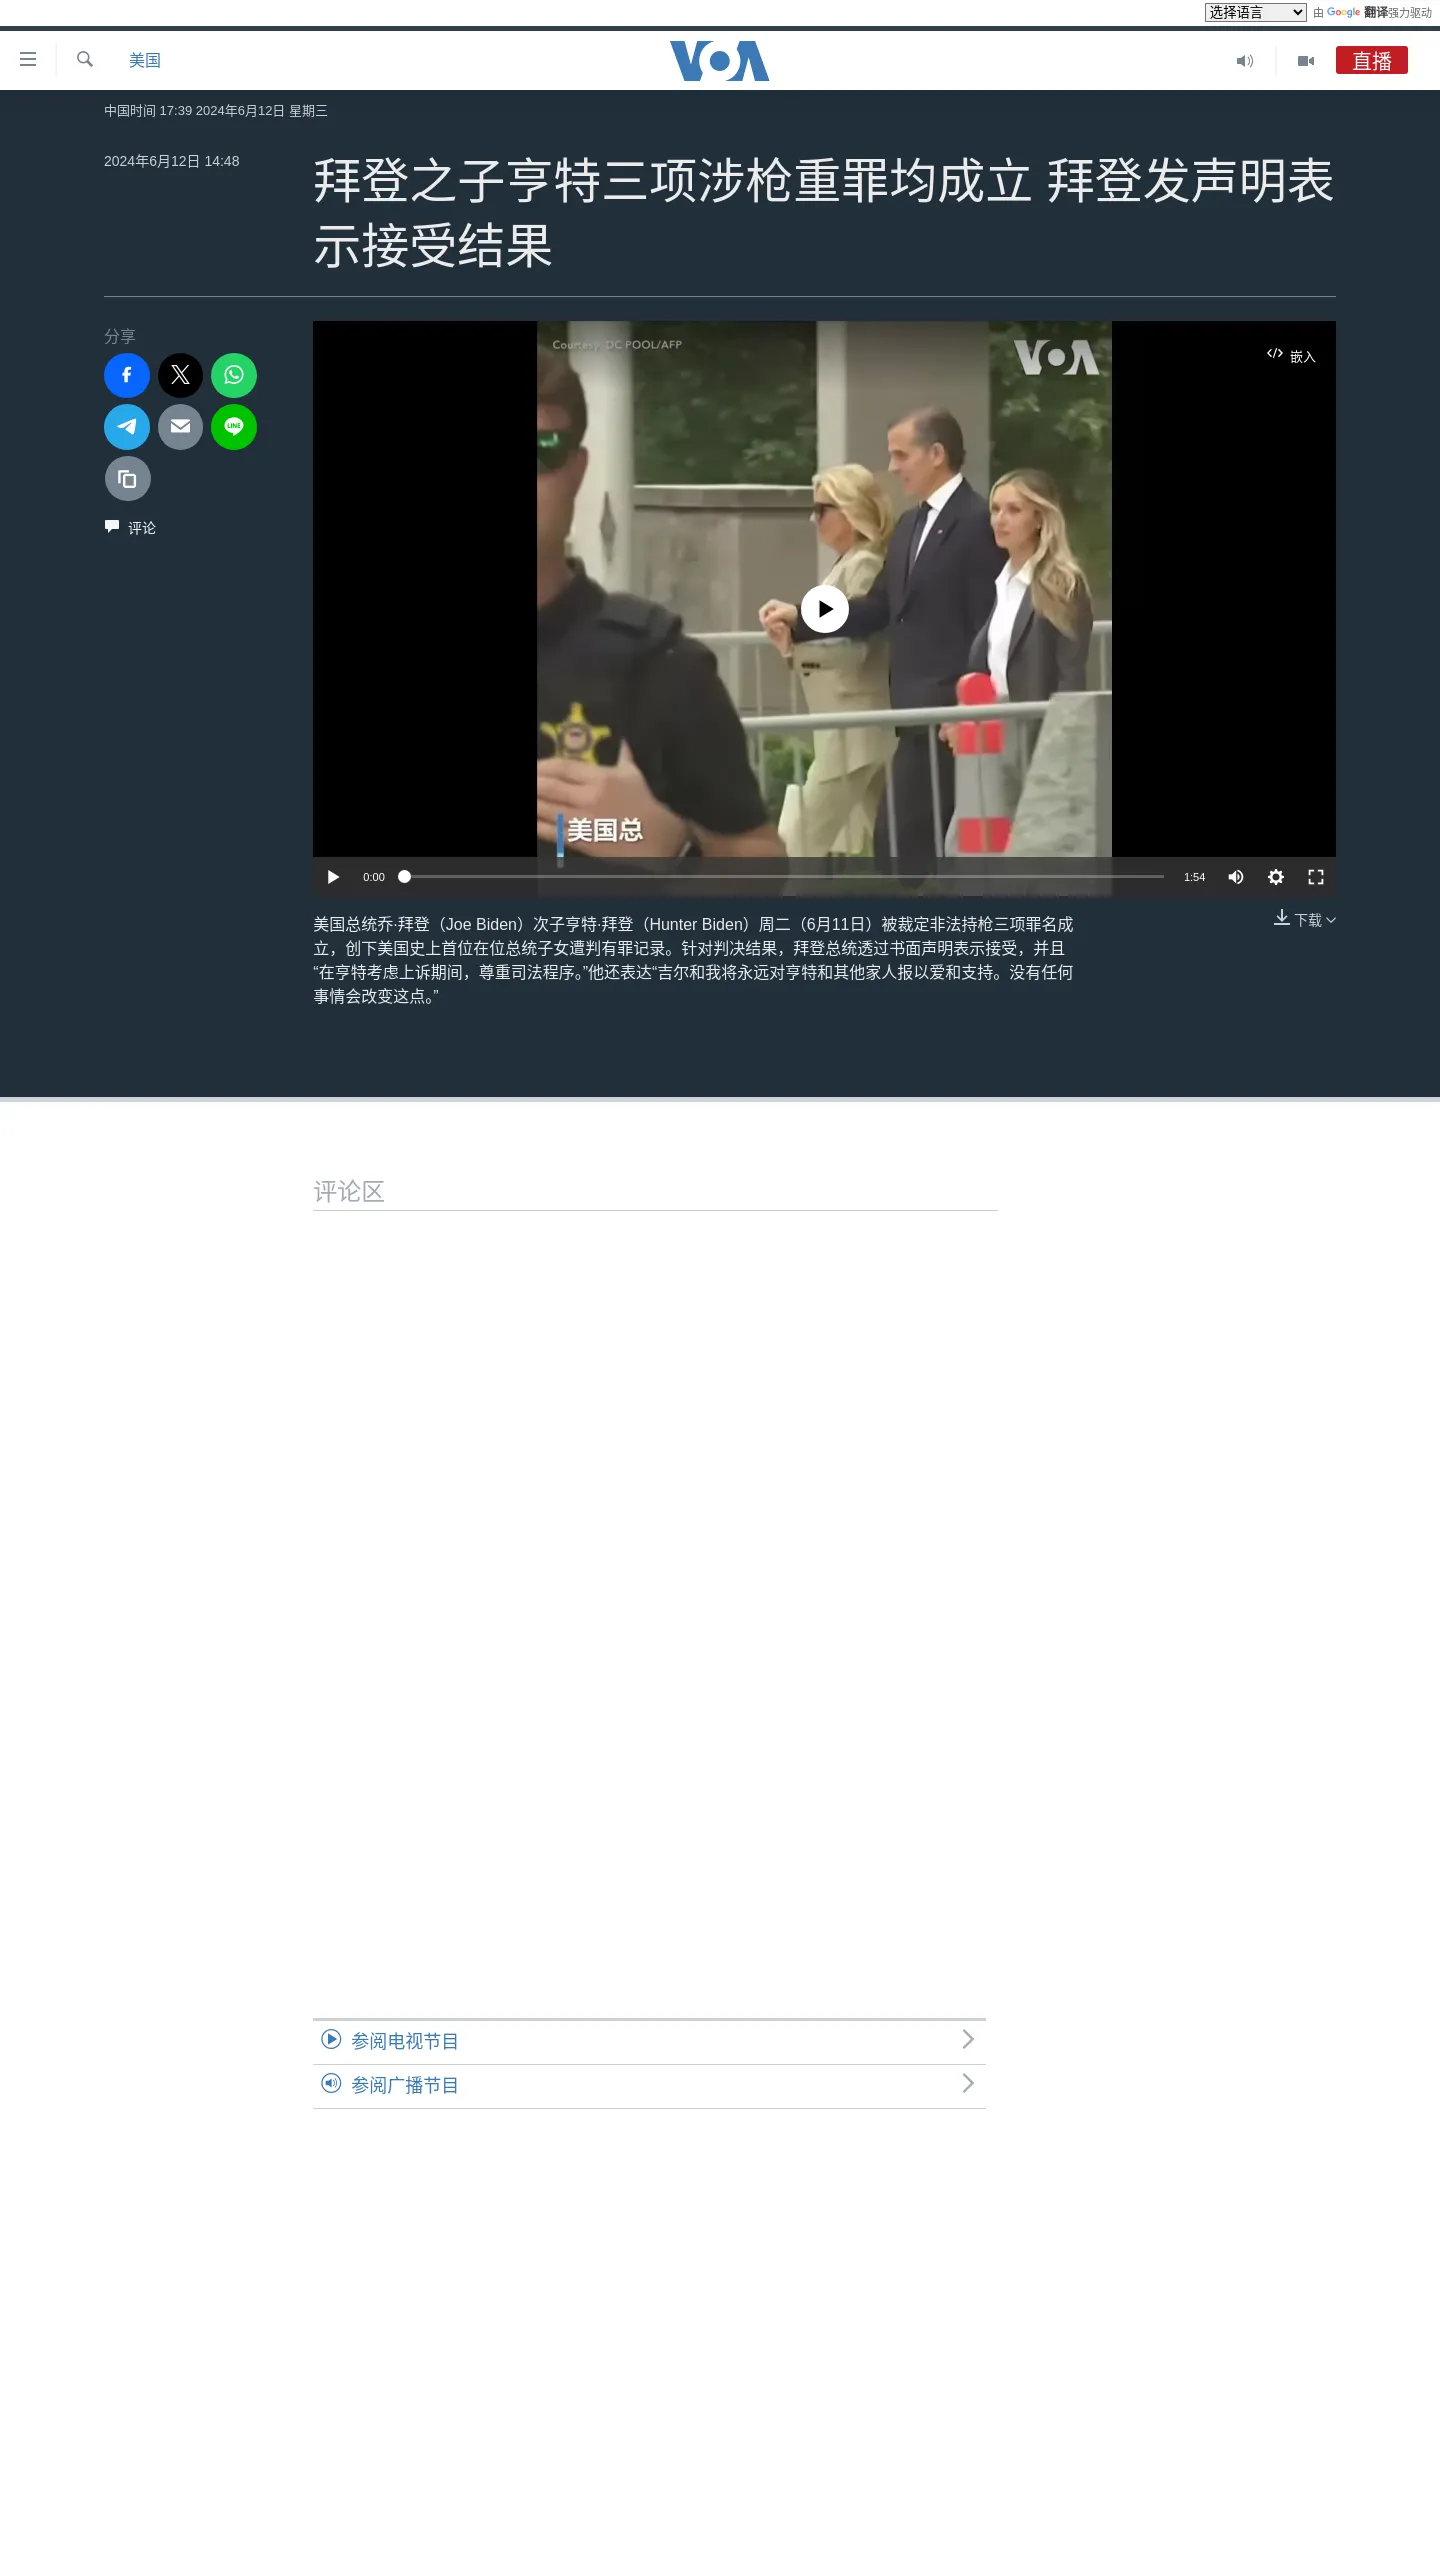 选择语言 由 Google 翻译强力驱动
美国 VOA 直播
中国时间 17:39 2024年6月12日 星期三
2024年6月12日 14:48
拜登之子亨特三项涉枪重罪均成立 拜登发声明表
示接受结果
分享
LINE
评论
Courtesy: DC POOL/AFP
VOA
嵌入
美国总
0:00 1:54
美国总统乔·拜登（Joe Biden）次子亨特·拜登（Hunter Biden）周二（6月11日）被裁定非法持枪三项罪名成
立，创下美国史上首位在位总统子女遭判有罪记录。针对判决结果，拜登总统透过书面声明表示接受，并且
“在亨特考虑上诉期间，尊重司法程序。”他还表达“吉尔和我将永远对亨特和其他家人报以爱和支持。没有任何
事情会改变这点。”
下载
评论区
参阅电视节目
参阅广播节目